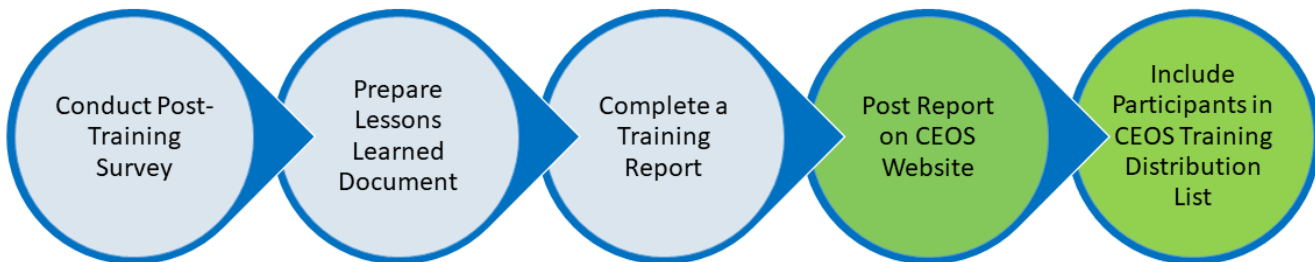 Conduct Post-
Training
Survey
Prepare
Lessons
Learned
Document
Complete a
Training
Report
Post Report
on CEOS
Website
Include
Participants in
CEOS Training
Distribution
List